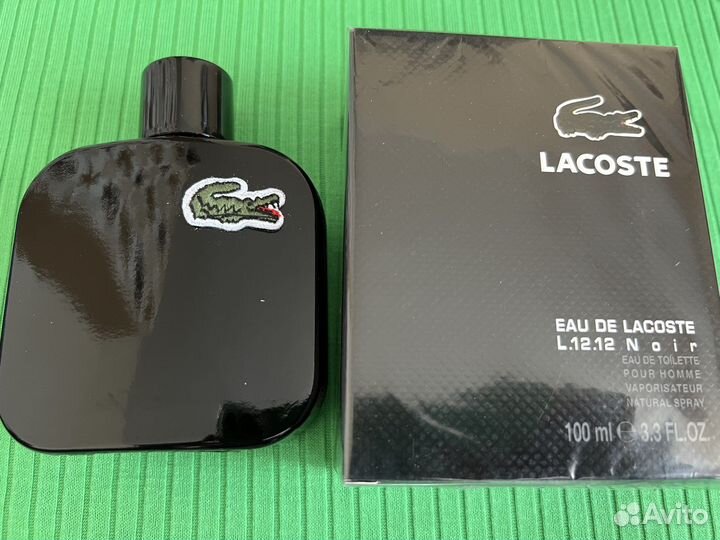 LACOSTE
EAU DE LACOSTE
L.12.12 Noir
EAU DE TOILETTE
POUR HOMME
VAPORISATEUR
NATURAL SPRAY
100 ml ℮ 3.3 FL.OZ.
Avito